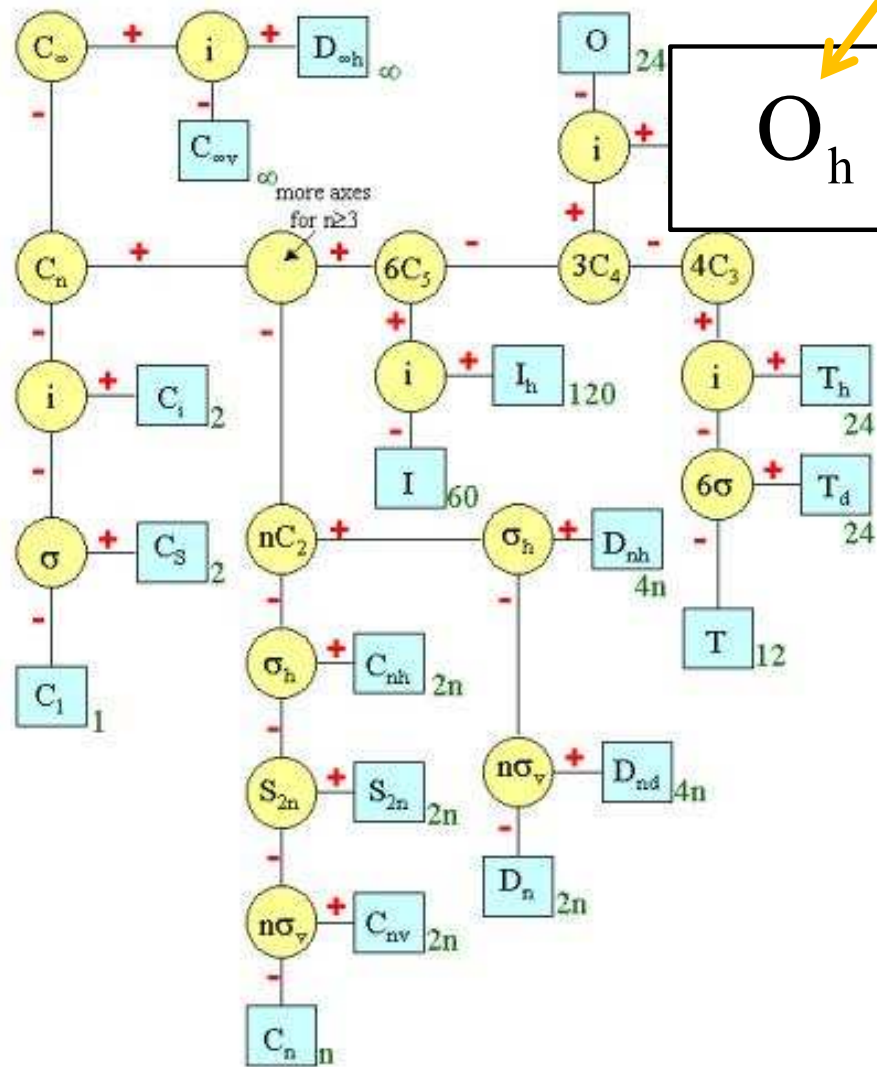 C∞ + i + D∞h ∞
- -
C∞v ∞
O 24
-
i + Oh
+
more axes
for n≥3
Cn + + 6C5 - 3C4 - 4C3
- - + +
i + Ci 2
i + Ih 120
i + Th 24
- - -
I 60
6σ + Td 24
-
T 12
σ + CS 2
-
C1 1
nC2 + σh + Dnh 4n
- -
σh + Cnh 2n
-
S2n + S2n 2n
nσv + Dnd 4n
- -
Dn 2n
nσv + Cnv 2n
-
Cn n